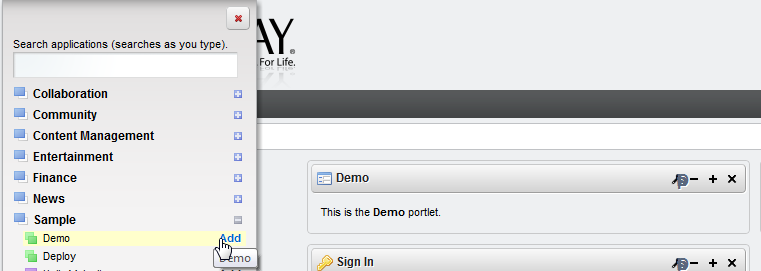 Search applications (searches as you type).
Collaboration
Community
Content Management
Entertainment
Finance
News
Sample
Demo Add
Deploy
Demo
AY®
For Life.
Demo
This is the Demo portlet.
Sign In